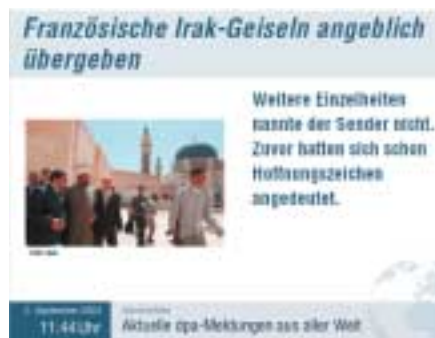 Französische Irak-Geiseln angeblich
übergeben
Weitere Einzelheiten
nannte der Sender nicht.
Zuvor hatten sich schon
Hoffnungszeichen
angedeutet.
11.44 Uhr
Aktuelle dpa-Meldungen aus aller Welt